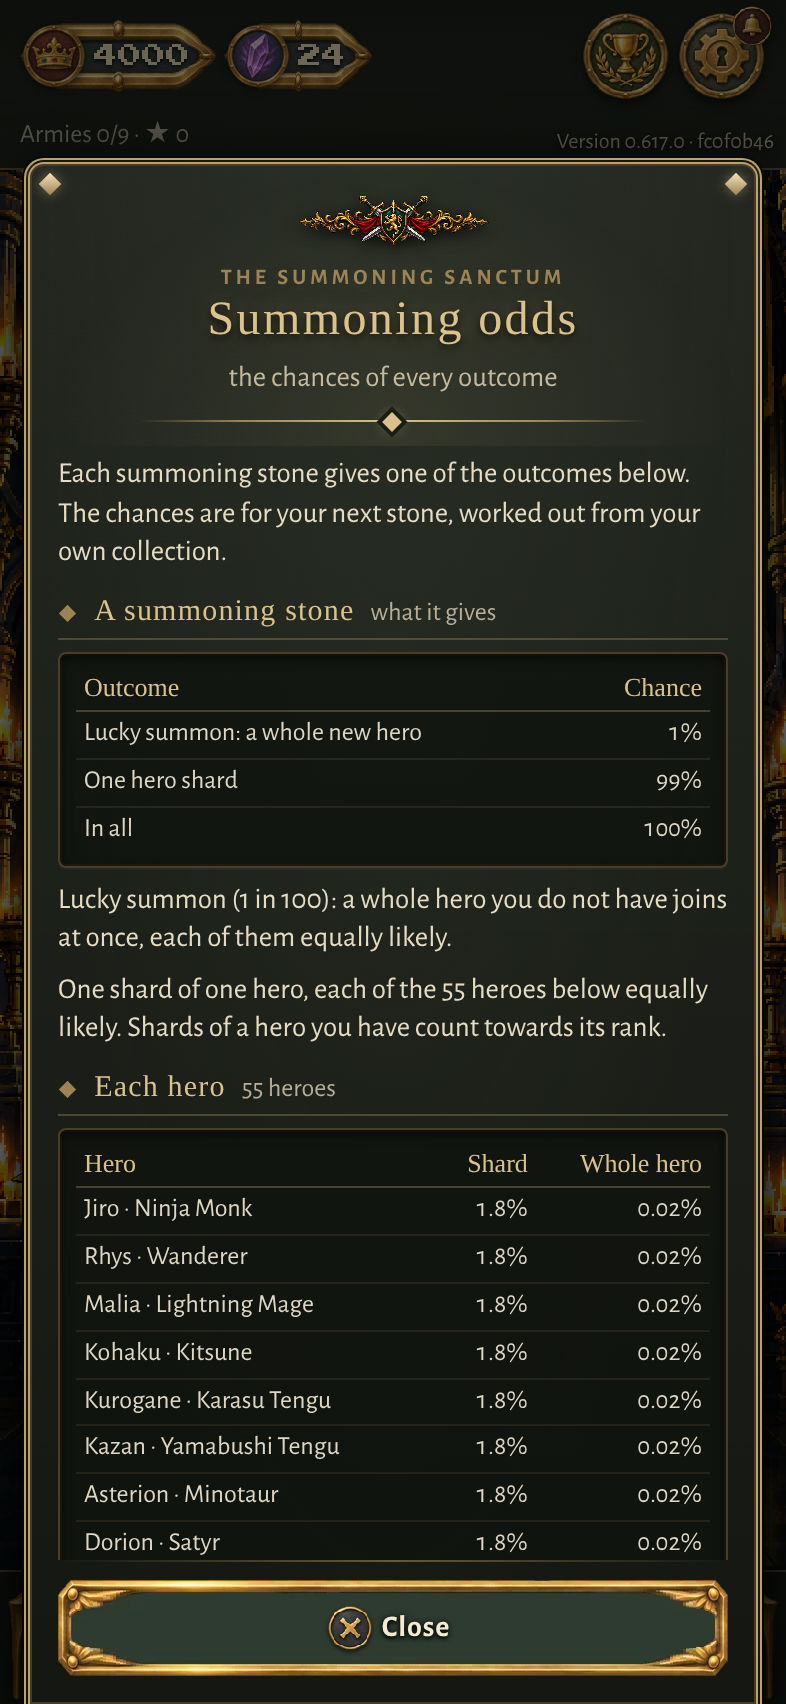 4000
24
Armies 0/9 · ★ 0
Version 0.617.0 · fc0f0b46
THE SUMMONING SANCTUM
Summoning odds
the chances of every outcome
Each summoning stone gives one of the outcomes below.
The chances are for your next stone, worked out from your
own collection.
A summoning stone what it gives
Outcome Chance
Lucky summon: a whole new hero 1%
One hero shard 99%
In all 100%
Lucky summon (1 in 100): a whole hero you do not have joins
at once, each of them equally likely.
One shard of one hero, each of the 55 heroes below equally
likely. Shards of a hero you have count towards its rank.
Each hero 55 heroes
Hero Shard Whole hero
Jiro · Ninja Monk 1.8% 0.02%
Rhys · Wanderer 1.8% 0.02%
Malia · Lightning Mage 1.8% 0.02%
Kohaku · Kitsune 1.8% 0.02%
Kurogane · Karasu Tengu 1.8% 0.02%
Kazan · Yamabushi Tengu 1.8% 0.02%
Asterion · Minotaur 1.8% 0.02%
Dorion · Satyr 1.8% 0.02%
Close